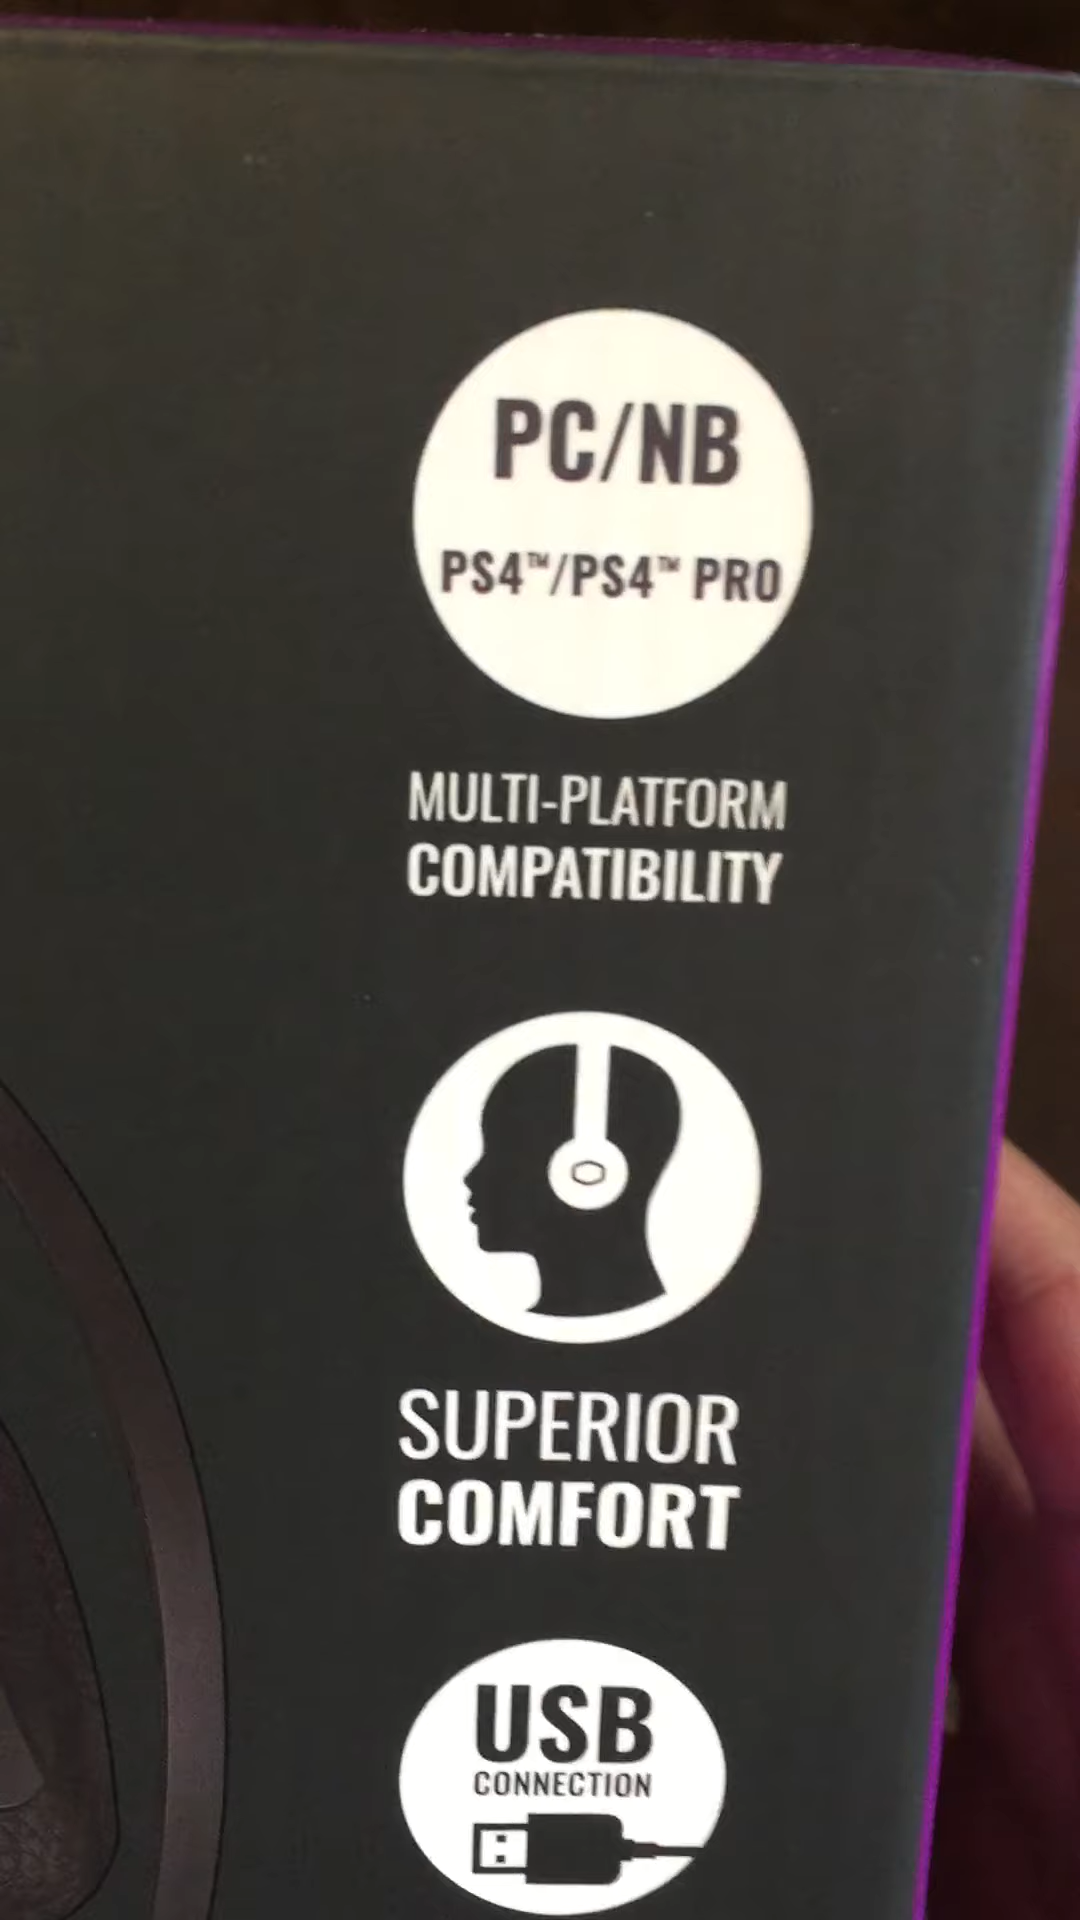 PC/NB
PS4™/PS4™ PRO
MULTI-PLATFORM
COMPATIBILITY
SUPERIOR
COMFORT
USB
CONNECTION